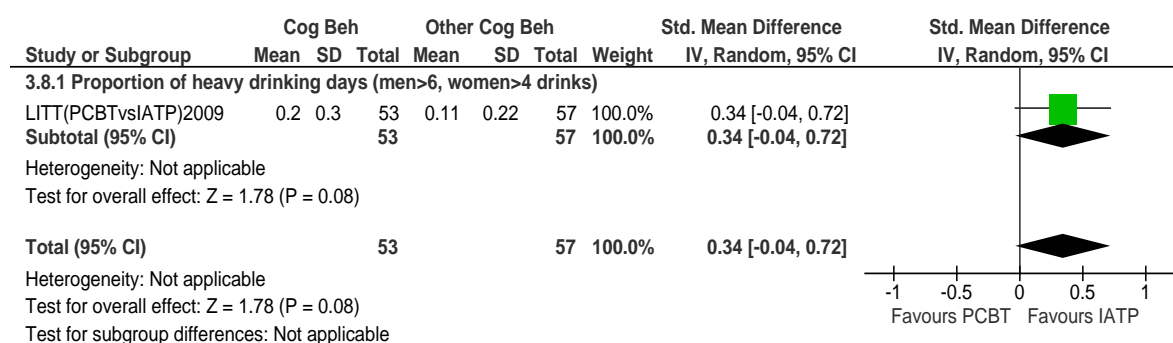 Cog Beh Other Cog Beh Std. Mean Difference Std. Mean Difference
Study or Subgroup Mean SD Total Mean SD Total Weight IV, Random, 95% CI IV, Random, 95% CI
3.8.1 Proportion of heavy drinking days (men>6, women>4 drinks)
LITT(PCBTvsIATP)2009 0.2 0.3 53 0.11 0.22 57 100.0% 0.34 [-0.04, 0.72]
Subtotal (95% CI) 53 57 100.0% 0.34 [-0.04, 0.72]
Heterogeneity: Not applicable
Test for overall effect: Z = 1.78 (P = 0.08)
Total (95% CI) 53 57 100.0% 0.34 [-0.04, 0.72]
Heterogeneity: Not applicable
Test for overall effect: Z = 1.78 (P = 0.08)
Test for subgroup differences: Not applicable
-1 -0.5 0 0.5 1
Favours PCBT Favours IATP